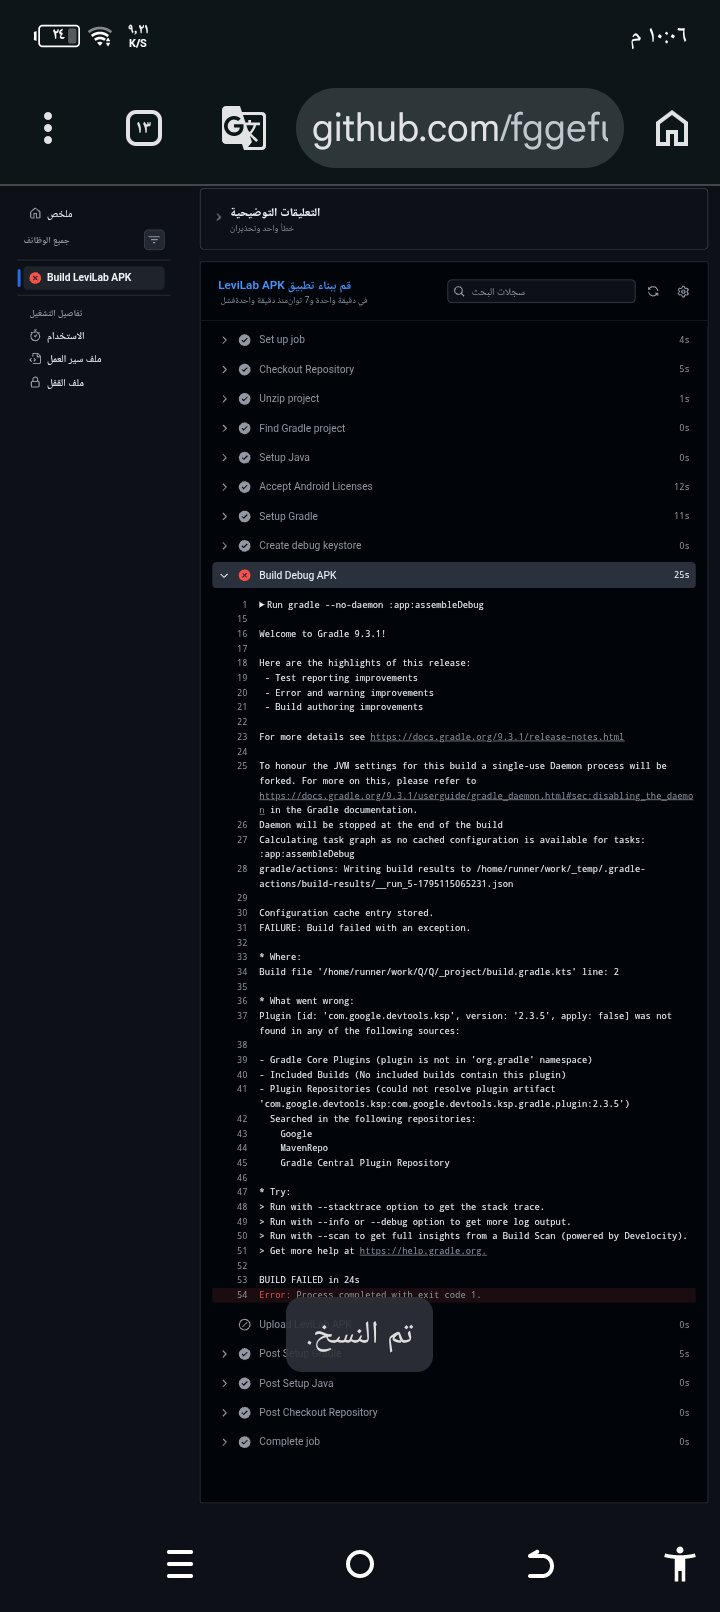 ٢٤
٩,٢١
K/S
١٠:٠٦ م
١٣
github.com/fggefu
ملخص
جميع الوظائف
Build LeviLab APK
تفاصيل التشغيل
الاستخدام
ملف سير العمل
ملف القفل
التعليقات التوضيحية
خطأ واحد وتحذيران
قم ببناء تطبيق LeviLab APK
سجلات البحث
Set up job 4s
Checkout Repository 5s
Unzip project 1s
Find Gradle project 0s
Setup Java 0s
Accept Android Licenses 12s
Setup Gradle 11s
Create debug keystore 0s
Build Debug APK 25s
1 Run gradle --no-daemon :app:assembleDebug
15
16 Welcome to Gradle 9.3.1!
17
18 Here are the highlights of this release:
19 - Test reporting improvements
20 - Error and warning improvements
21 - Build authoring improvements
22
23 For more details see https://docs.gradle.org/9.3.1/release-notes.html
24
25 To honour the JVM settings for this build a single-use Daemon process will be
forked. For more on this, please refer to
https://docs.gradle.org/9.3.1/userguide/gradle_daemon.html#sec:disabling_the_daemo
n in the Gradle documentation.
26 Daemon will be stopped at the end of the build
27 Calculating task graph as no cached configuration is available for tasks:
:app:assembleDebug
28 gradle/actions: Writing build results to /home/runner/work/_temp/.gradle-
actions/build-results/__run_5-1795115065231.json
29
30 Configuration cache entry stored.
31 FAILURE: Build failed with an exception.
32
33 * Where:
34 Build file '/home/runner/work/Q/Q/_project/build.gradle.kts' line: 2
35
36 * What went wrong:
37 Plugin [id: 'com.google.devtools.ksp', version: '2.3.5', apply: false] was not
found in any of the following sources:
38
39 - Gradle Core Plugins (plugin is not in 'org.gradle' namespace)
40 - Included Builds (No included builds contain this plugin)
41 - Plugin Repositories (could not resolve plugin artifact
'com.google.devtools.ksp:com.google.devtools.ksp.gradle.plugin:2.3.5')
42 Searched in the following repositories:
43 Google
44 MavenRepo
45 Gradle Central Plugin Repository
46
47 * Try:
48 > Run with --stacktrace option to get the stack trace.
49 > Run with --info or --debug option to get more log output.
50 > Run with --scan to get full insights from a Build Scan (powered by Develocity).
51 > Get more help at https://help.gradle.org.
52
53 BUILD FAILED in 24s
54 Error: Process completed with exit code 1.
Upload LeviLab APK 0s
تم النسخ.
Post Setup Gradle 5s
Post Setup Java 0s
Post Checkout Repository 0s
Complete job 0s